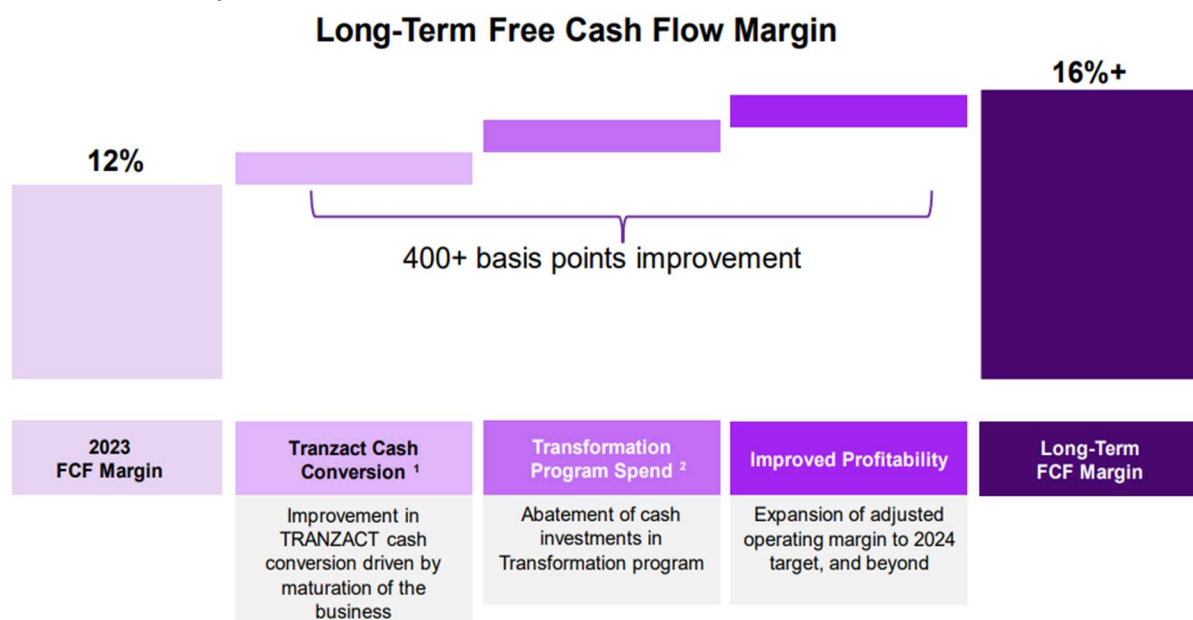 Long-Term Free Cash Flow Margin
16%+
12%
400+ basis points improvement
2023
FCF Margin
Tranzact Cash
Conversion ¹
Transformation
Program Spend ²
Improved Profitability
Long-Term
FCF Margin
Improvement in
TRANZACT cash
conversion driven by
maturation of the
business
Abatement of cash
investments in
Transformation program
Expansion of adjusted
operating margin to 2024
target, and beyond